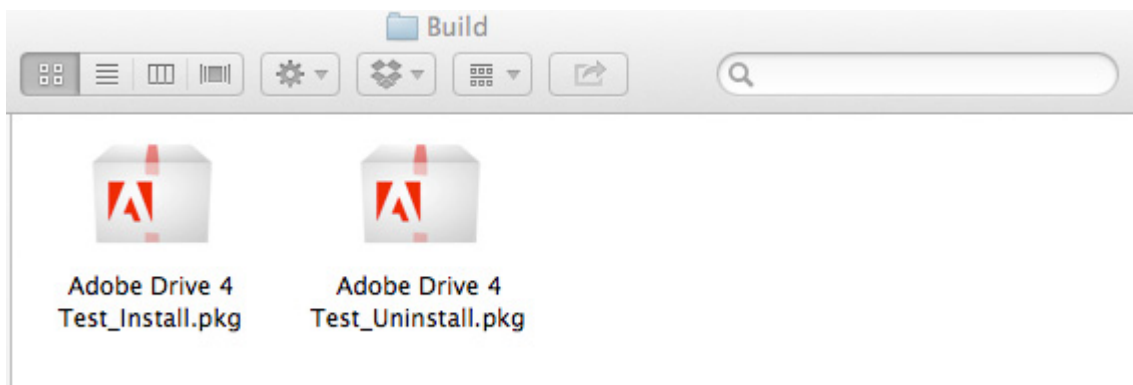 Build
Adobe Drive 4
Test_Install.pkg
Adobe Drive 4
Test_Uninstall.pkg